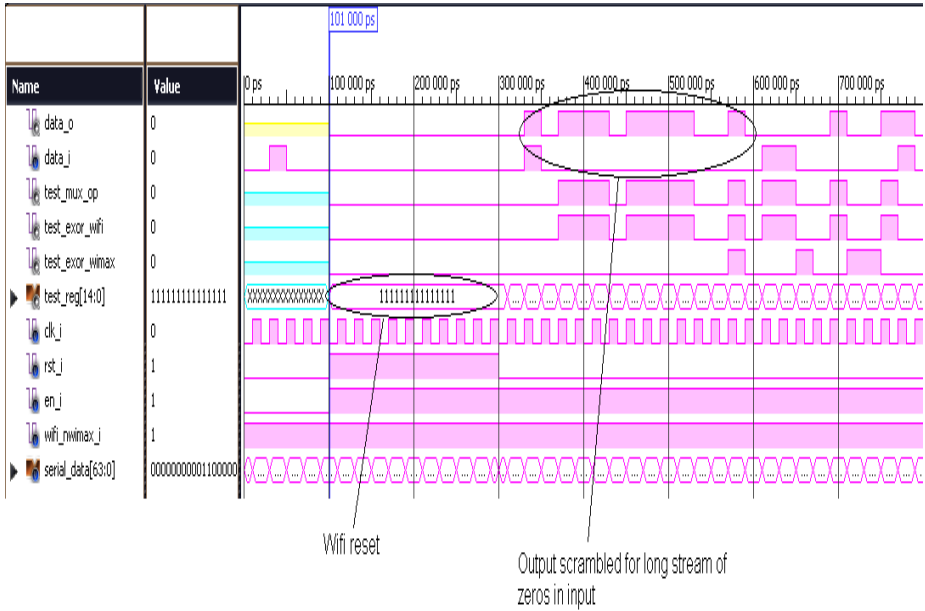 101 000 ps
Name
Value
0 ps
100 000 ps
200 000 ps
300 000 ps
400 000 ps
500 000 ps
600 000 ps
700 000 ps
data_o 0
data_i 0
test_mux_op 0
test_exor_wifi 0
test_exor_wimax 0
test_reg[14:0] 111111111111111 XXXXXXXXXXXXXXX 111111111111111
clk_i 0
rst_i 1
en_i 1
wifi_nwimax_i 1
serial_data[63:0] 00000000001100000
Wifi reset
Output scrambled for long stream of
zeros in input